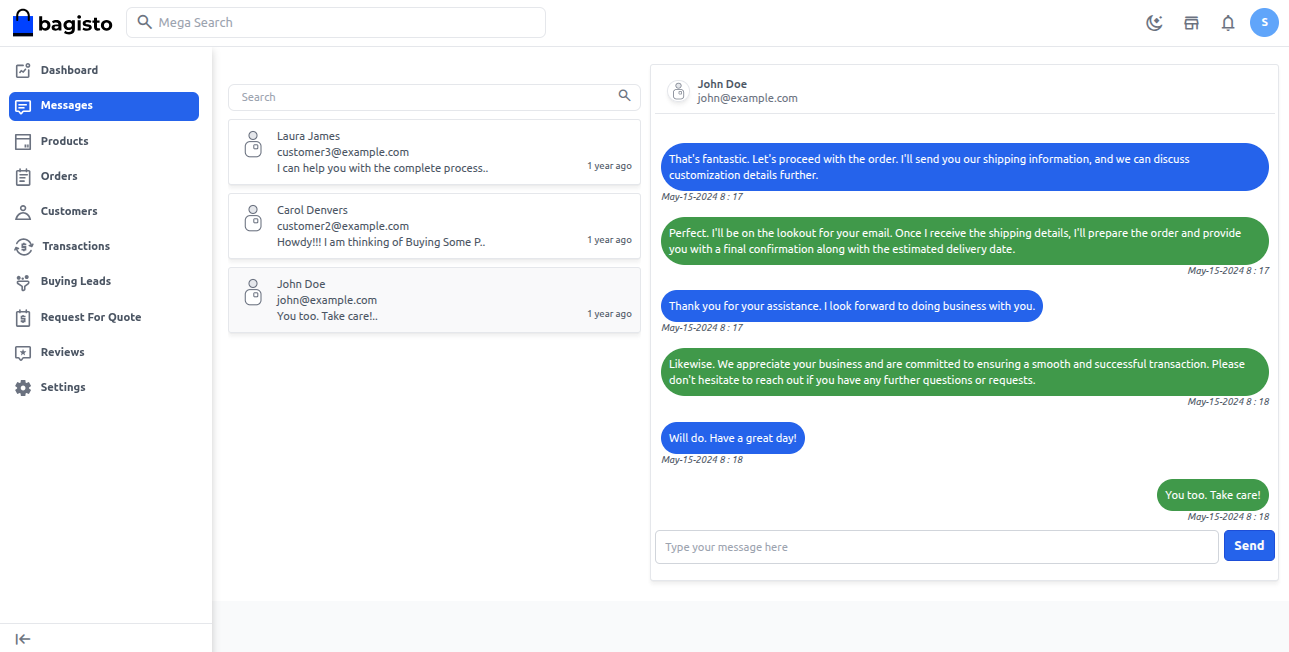 bagisto
Mega Search
S
Dashboard
Messages
Products
Orders
Customers
Transactions
Buying Leads
Request For Quote
Reviews
Settings
Search
Laura James
customer3@example.com
I can help you with the complete process..
1 year ago
Carol Denvers
customer2@example.com
Howdy!!! I am thinking of Buying Some P..
1 year ago
John Doe
john@example.com
You too. Take care!..
1 year ago
John Doe
john@example.com
That's fantastic. Let's proceed with the order. I'll send you our shipping information, and we can discuss
customization details further.
May-15-2024 8 : 17
Perfect. I'll be on the lookout for your email. Once I receive the shipping details, I'll prepare the order and provide
you with a final confirmation along with the estimated delivery date.
May-15-2024 8 : 17
Thank you for your assistance. I look forward to doing business with you.
May-15-2024 8 : 17
Likewise. We appreciate your business and are committed to ensuring a smooth and successful transaction. Please
don't hesitate to reach out if you have any further questions or requests.
May-15-2024 8 : 18
Will do. Have a great day!
May-15-2024 8 : 18
You too. Take care!
May-15-2024 8 : 18
Type your message here
Send